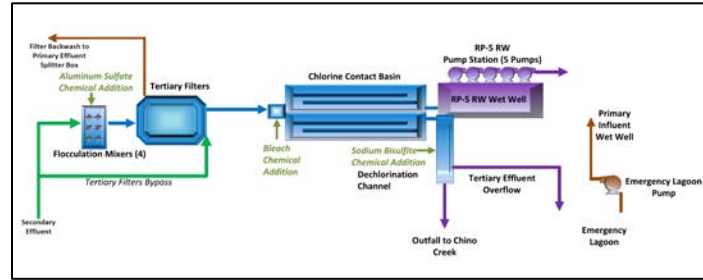 Filter Backwash to
Primary Effluent
Splitter Box
Aluminum Sulfate
Chemical Addition
Tertiary Filters
Flocculation Mixers (4)
Tertiary Filters Bypass
Secondary
Effluent
Chlorine Contact Basin
Bleach
Chemical
Addition
Sodium Bisulfite
Chemical Addition
Dechlorination
Channel
RP-5 RW
Pump Station (5 Pumps)
RP-5 RW Wet Well
Tertiary Effluent
Overflow
Outfall to Chino
Creek
Primary
Influent
Wet Well
Emergency Lagoon
Pump
Emergency
Lagoon